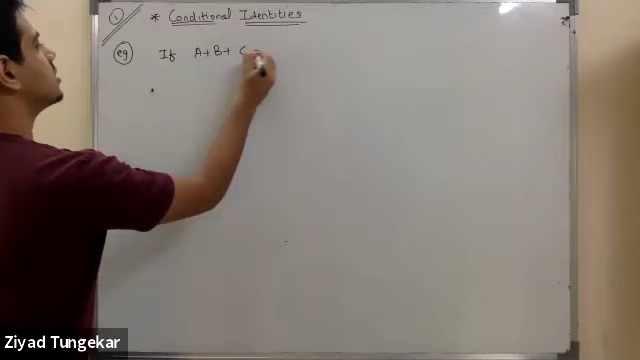 ① * Conditional Identities
eg If A+B+ C =
Ziyad Tungekar